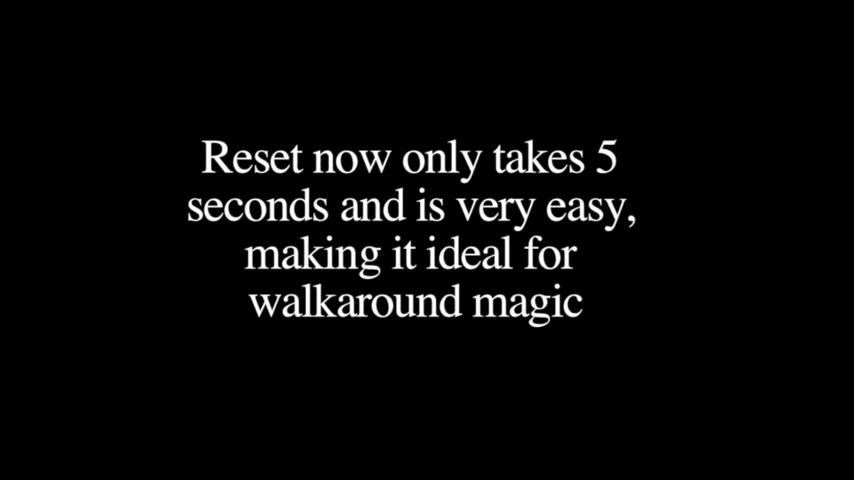 Reset now only takes 5
seconds and is very easy,
making it ideal for
walkaround magic